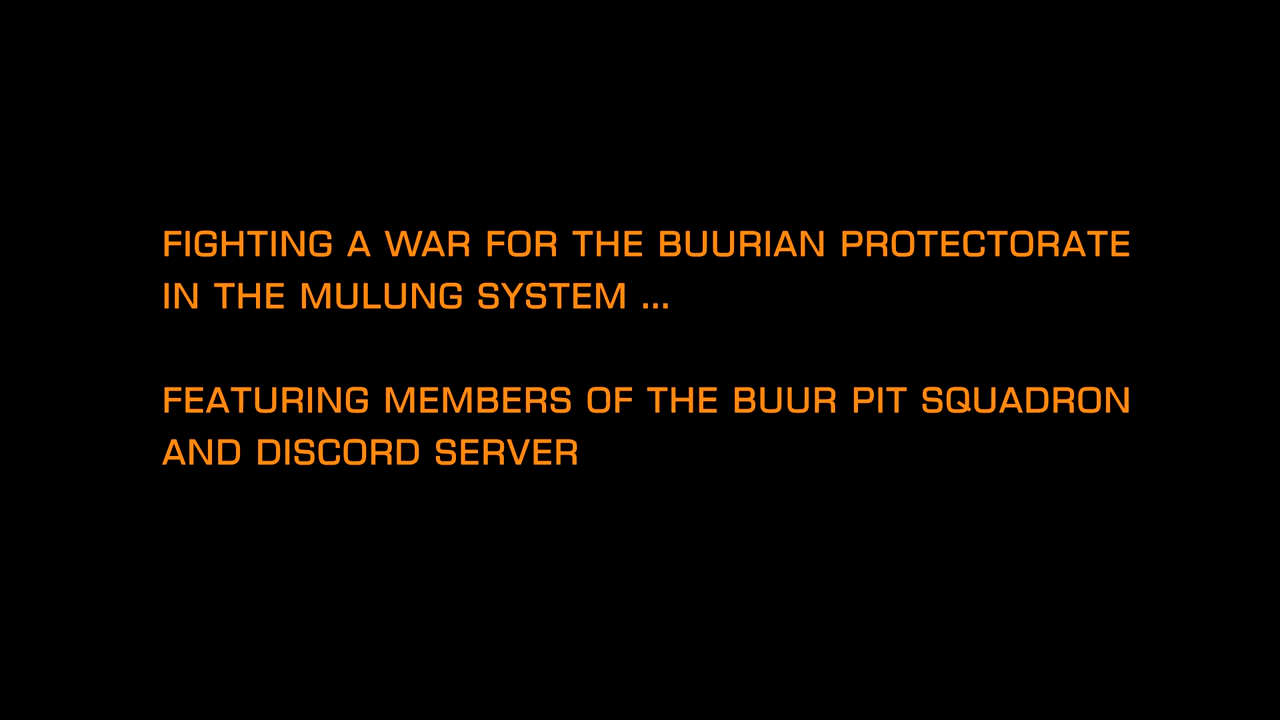 FIGHTING A WAR FOR THE BUURIAN PROTECTORATE
IN THE MULUNG SYSTEM ...
FEATURING MEMBERS OF THE BUUR PIT SQUADRON
AND DISCORD SERVER